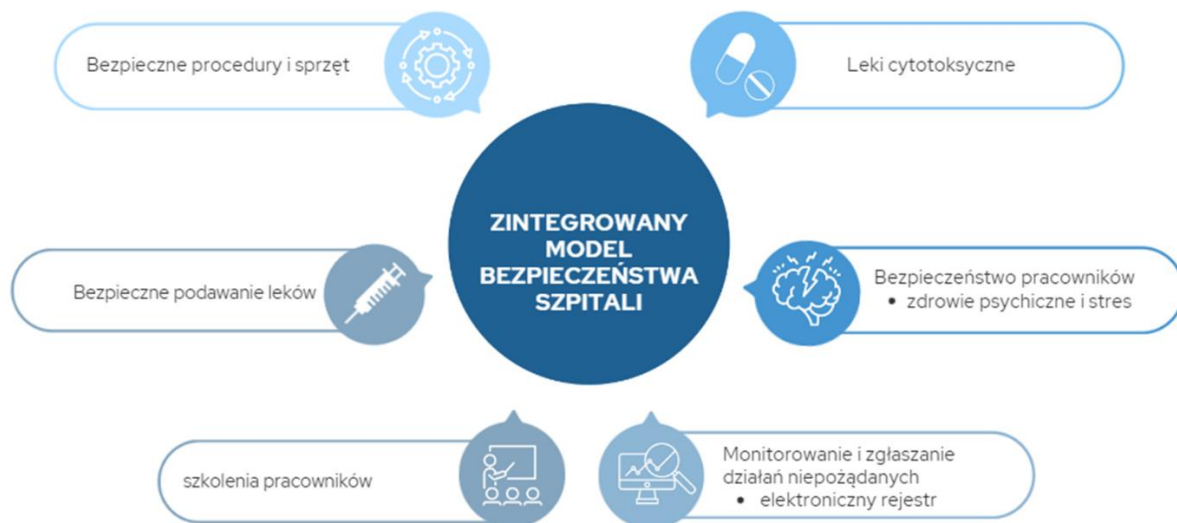 Bezpieczne procedury i sprzęt
Leki cytotoksyczne
ZINTEGROWANY
MODEL
BEZPIECZEŃSTWA
SZPITALI
Bezpieczne podawanie leków
Bezpieczeństwo pracowników
• zdrowie psychiczne i stres
szkolenia pracowników
Monitorowanie i zgłaszanie
działań niepożądanych
• elektroniczny rejestr